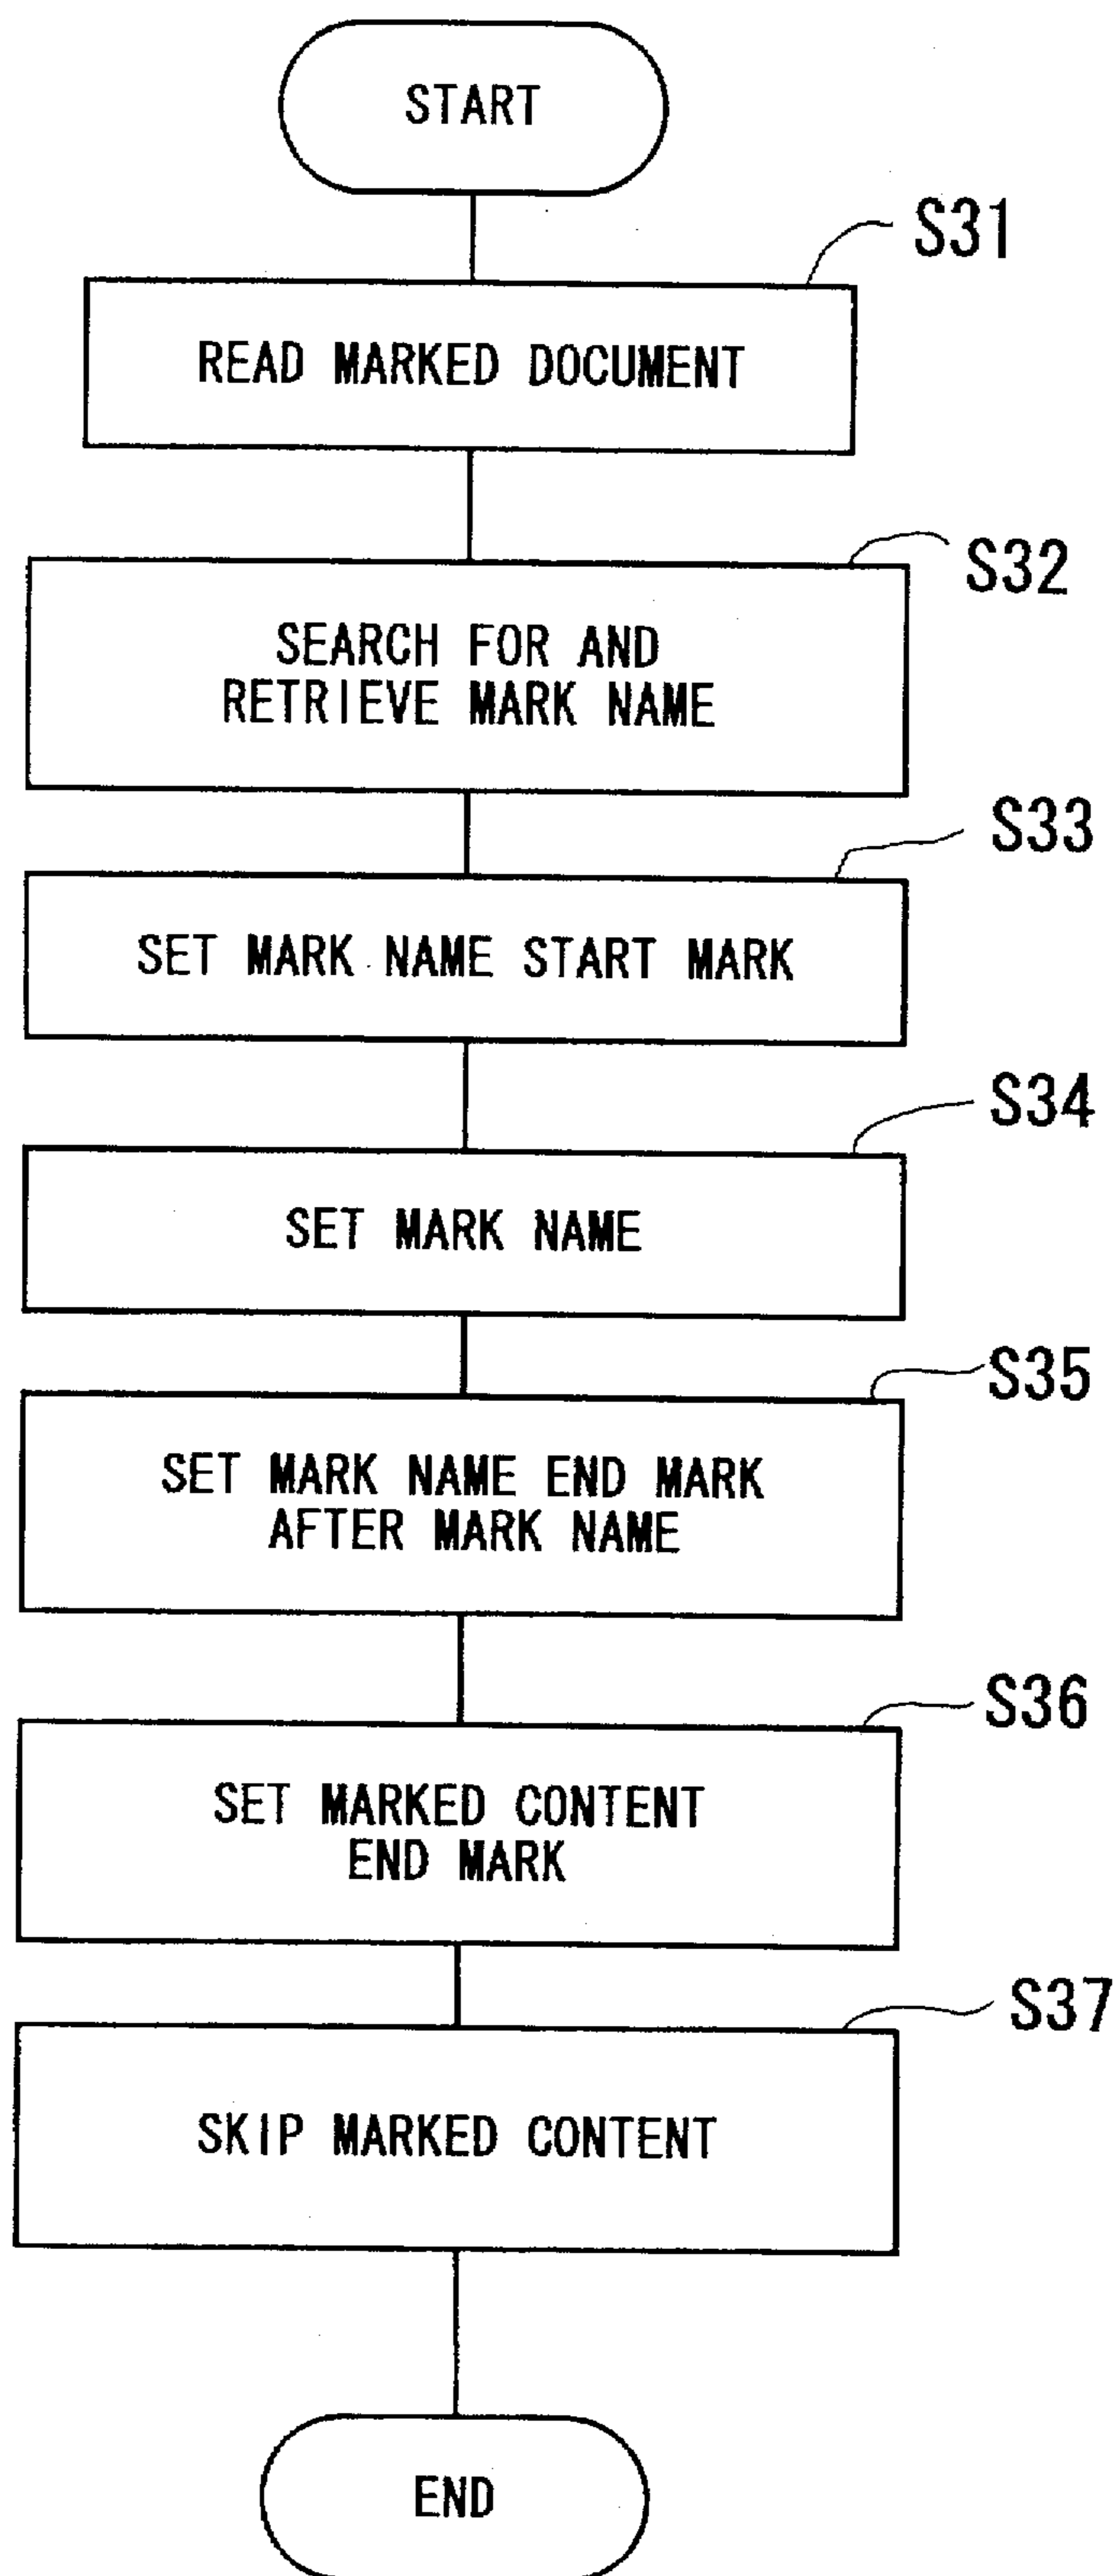 START
S31
READ MARKED DOCUMENT
S32
SEARCH FOR AND
RETRIEVE MARK NAME
S33
SET MARK NAME START MARK
S34
SET MARK NAME
S35
SET MARK NAME END MARK
AFTER MARK NAME
S36
SET MARKED CONTENT
END MARK
S37
SKIP MARKED CONTENT
END